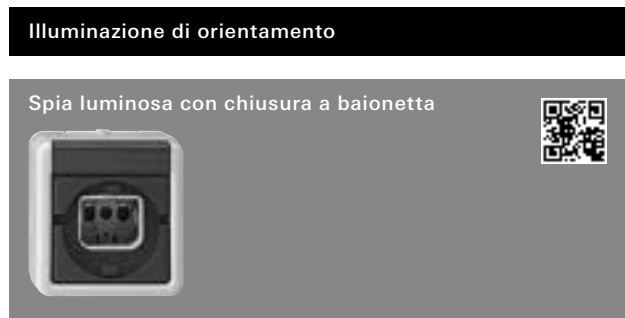 Illuminazione di orientamento
Spia luminosa con chiusura a baionetta